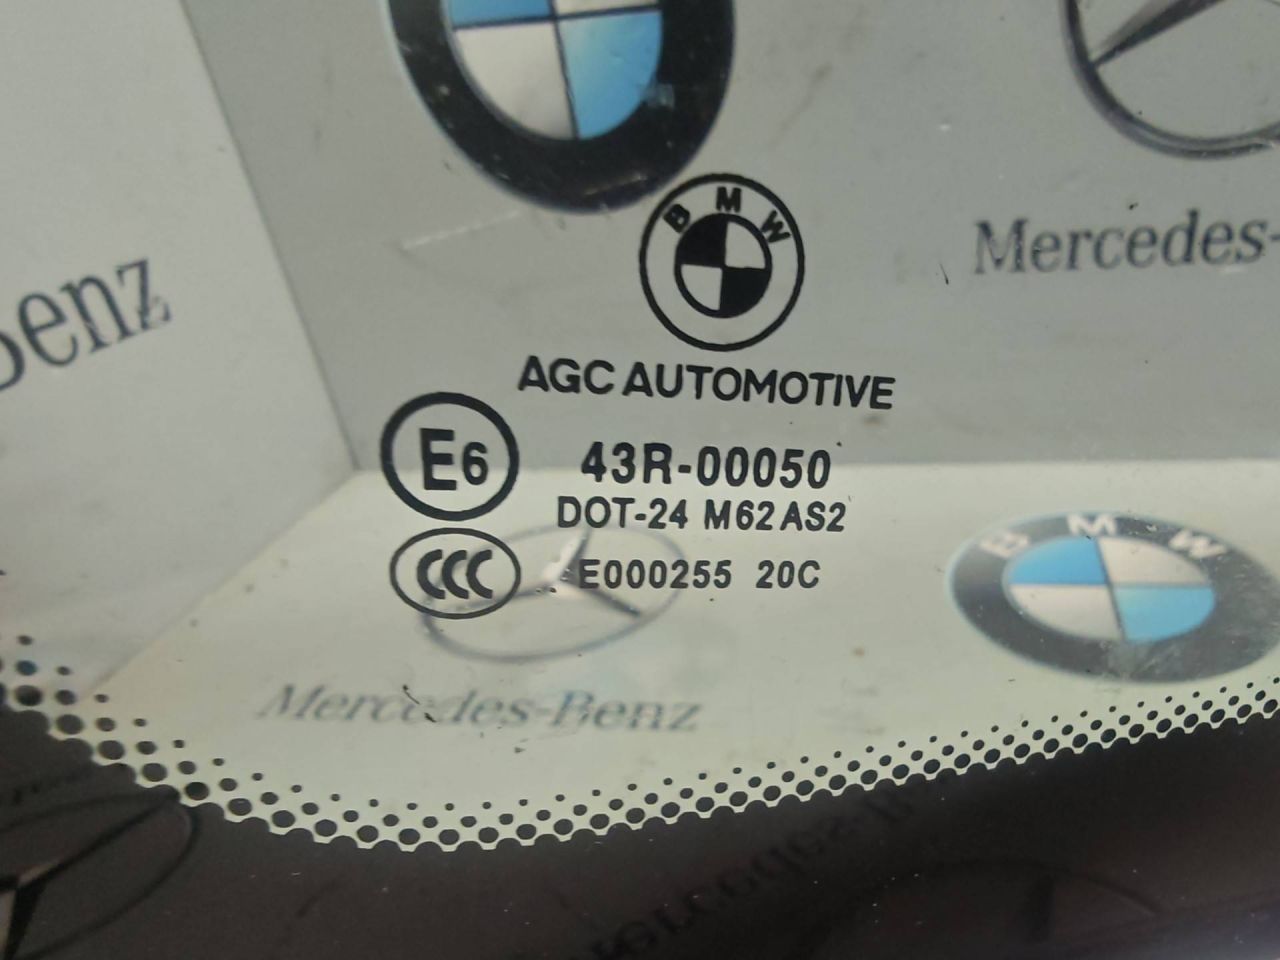 BMW
Mercedes-
Benz
AGC AUTOMOTIVE
E6
43R-00050
DOT-24 M62 AS2
CCC
E000255 20C
BMW
Mercedes-Benz